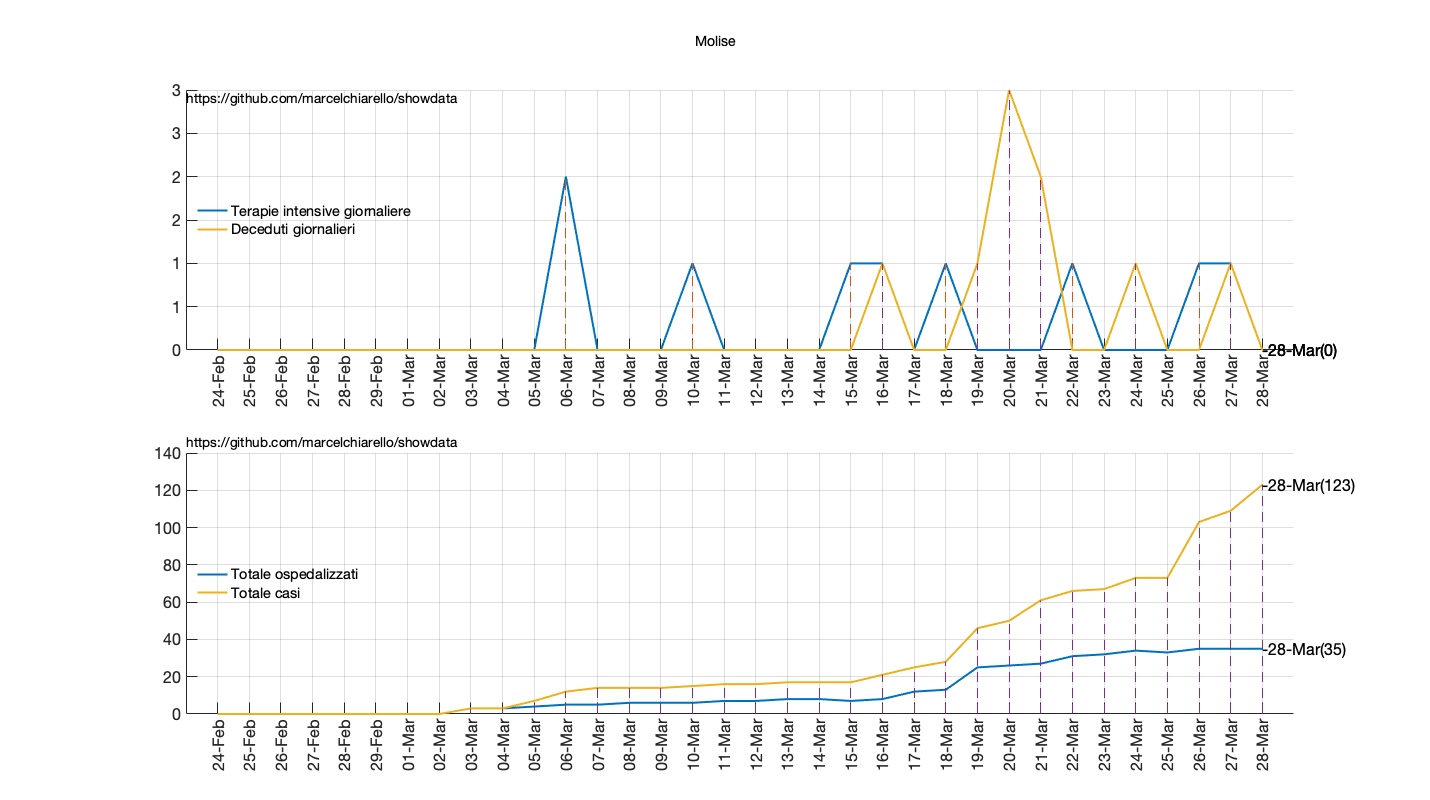 Molise
https://github.com/marcelchiarello/showdata
3
3
2
2
1
1
0
Terapie intensive giornaliere
Deceduti giornalieri
-28-Mar(0)
24-Feb
25-Feb
26-Feb
27-Feb
28-Feb
29-Feb
01-Mar
02-Mar
03-Mar
04-Mar
05-Mar
06-Mar
07-Mar
08-Mar
09-Mar
10-Mar
11-Mar
12-Mar
13-Mar
14-Mar
15-Mar
16-Mar
17-Mar
18-Mar
19-Mar
20-Mar
21-Mar
22-Mar
23-Mar
24-Mar
25-Mar
26-Mar
27-Mar
28-Mar
https://github.com/marcelchiarello/showdata
140
120
100
80
60
40
20
0
Totale ospedalizzati
Totale casi
-28-Mar(123)
-28-Mar(35)
24-Feb
25-Feb
26-Feb
27-Feb
28-Feb
29-Feb
01-Mar
02-Mar
03-Mar
04-Mar
05-Mar
06-Mar
07-Mar
08-Mar
09-Mar
10-Mar
11-Mar
12-Mar
13-Mar
14-Mar
15-Mar
16-Mar
17-Mar
18-Mar
19-Mar
20-Mar
21-Mar
22-Mar
23-Mar
24-Mar
25-Mar
26-Mar
27-Mar
28-Mar